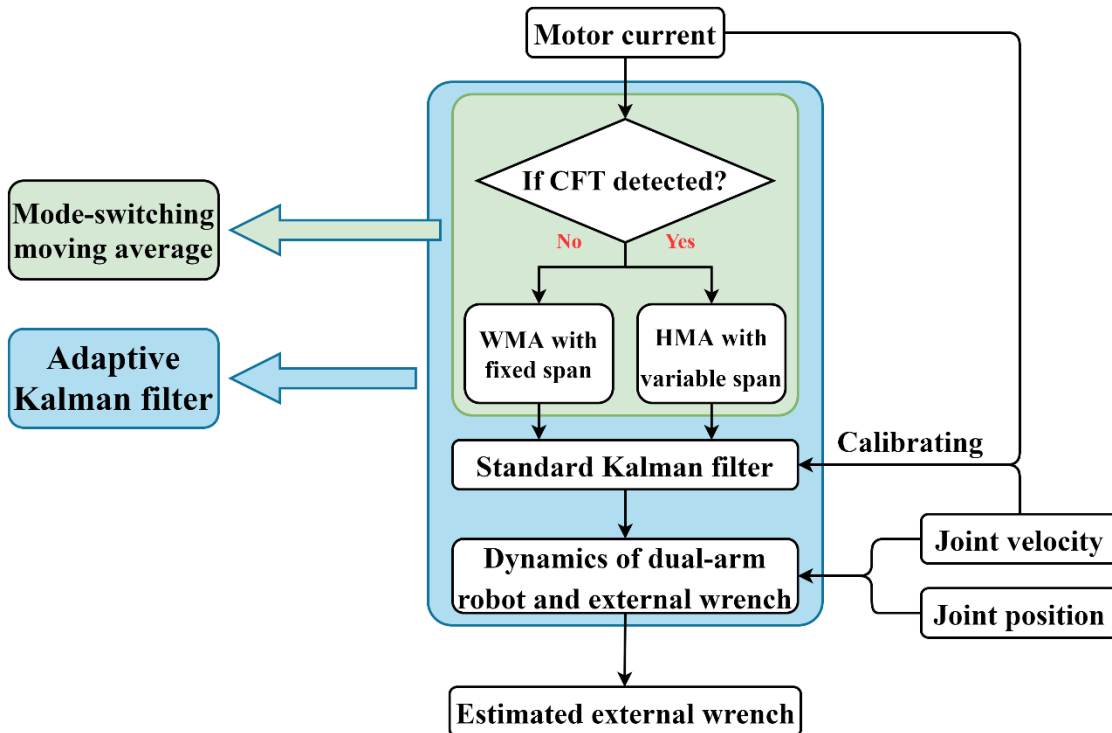 Motor current
If CFT detected?
Mode-switching
moving average
No
Yes
WMA with
fixed span
HMA with
variable span
Adaptive
Kalman filter
Calibrating
Standard Kalman filter
Joint velocity
Dynamics of dual-arm
robot and external wrench
Joint position
Estimated external wrench